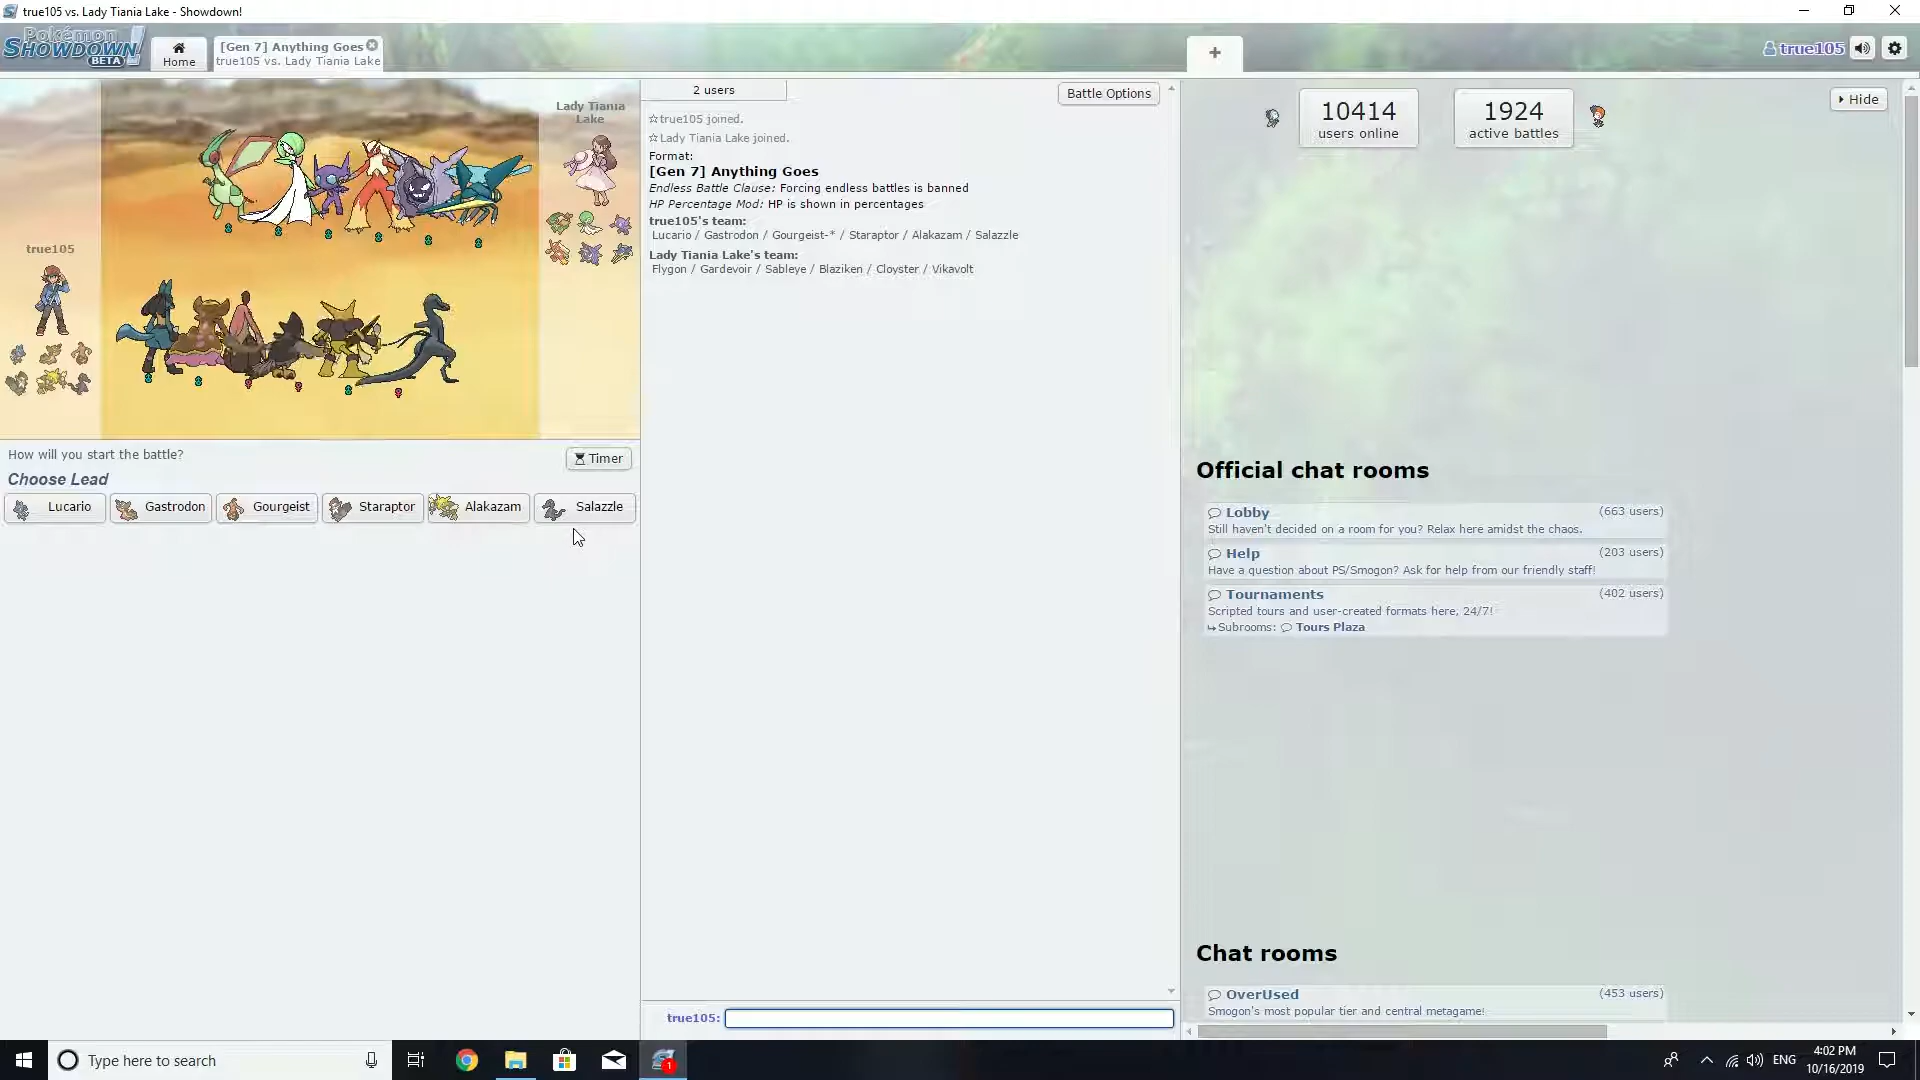 true105 vs. Lady Tiania Lake - Showdown!
Pokémon
SHOWDOWN!
BETA
Home
[Gen 7] Anything Goes
true105 vs. Lady Tiania Lake
+
true105
Lady Tiania
Lake
true105
2 users
Battle Options
☆true105 joined.
☆Lady Tiania Lake joined.
Format:
[Gen 7] Anything Goes
Endless Battle Clause: Forcing endless battles is banned
HP Percentage Mod: HP is shown in percentages
true105's team:
Lucario / Gastrodon / Gourgeist-* / Staraptor / Alakazam / Salazzle
Lady Tiania Lake's team:
Flygon / Gardevoir / Sableye / Blaziken / Cloyster / Vikavolt
How will you start the battle?
Timer
Choose Lead
Lucario
Gastrodon
Gourgeist
Staraptor
Alakazam
Salazzle
true105:
10414
users online
1924
active battles
Hide
Official chat rooms
Lobby (663 users)
Still haven't decided on a room for you? Relax here amidst the chaos.
Help (203 users)
Have a question about PS/Smogon? Ask for help from our friendly staff!
Tournaments (402 users)
Scripted tours and user-created formats here, 24/7!
Subrooms: Tours Plaza
Chat rooms
OverUsed (453 users)
Smogon's most popular tier and central metagame!
Type here to search
1
ENG
4:02 PM
10/16/2019